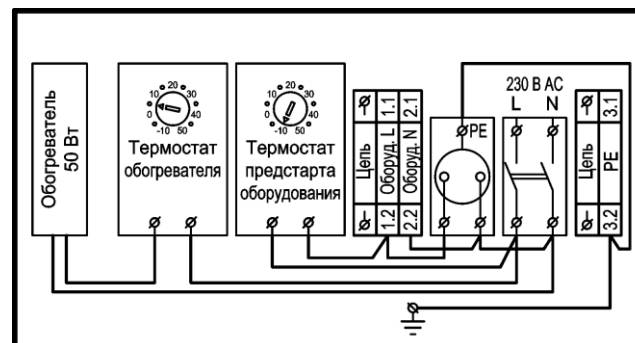 Обогреватель
50 Вт
10 20
0 30
40
-10 50
Термостат
обогревателя
10 20
0 30
40
-10 50
Термостат
предстарта
оборудования
Цепь
1.1
Оборуд. L
1.2
2.1
Оборуд. N
2.2
PE
230 В AC
L N
Цепь
3.1
PE
3.2